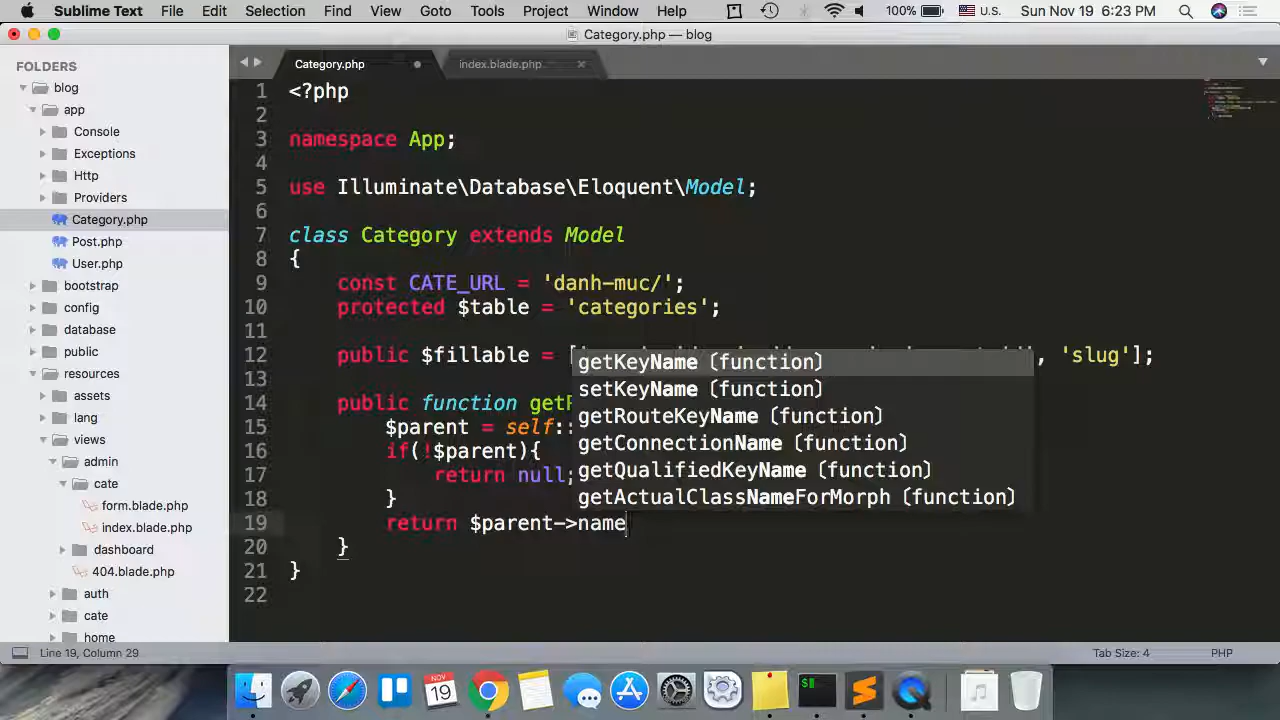 Sublime Text File Edit Selection Find View Goto Tools Project Window Help 100% U.S. Sun Nov 19 6:23 PM
Category.php — blog
FOLDERS
blog
app
Console
Exceptions
Http
Providers
Category.php
Post.php
User.php
bootstrap
config
database
public
resources
assets
lang
views
admin
cate
form.blade.php
index.blade.php
dashboard
404.blade.php
auth
cate
home
Category.php index.blade.php
1 <?php
2
3 namespace App;
4
5 use Illuminate\Database\Eloquent\Model;
6
7 class Category extends Model
8 {
9 const CATE_URL = 'danh-muc/';
10 protected $table = 'categories';
11
12 public $fillable = [ , 'slug'];
13
14 public function getP
15 $parent = self::
16 if(!$parent){
17 return null;
18 }
19 return $parent->name
20 }
21 }
22
getKeyName (function)
setKeyName (function)
getRouteKeyName (function)
getConnectionName (function)
getQualifiedKeyName (function)
getActualClassNameForMorph (function)
Line 19, Column 29 Tab Size: 4 PHP
NOV
19